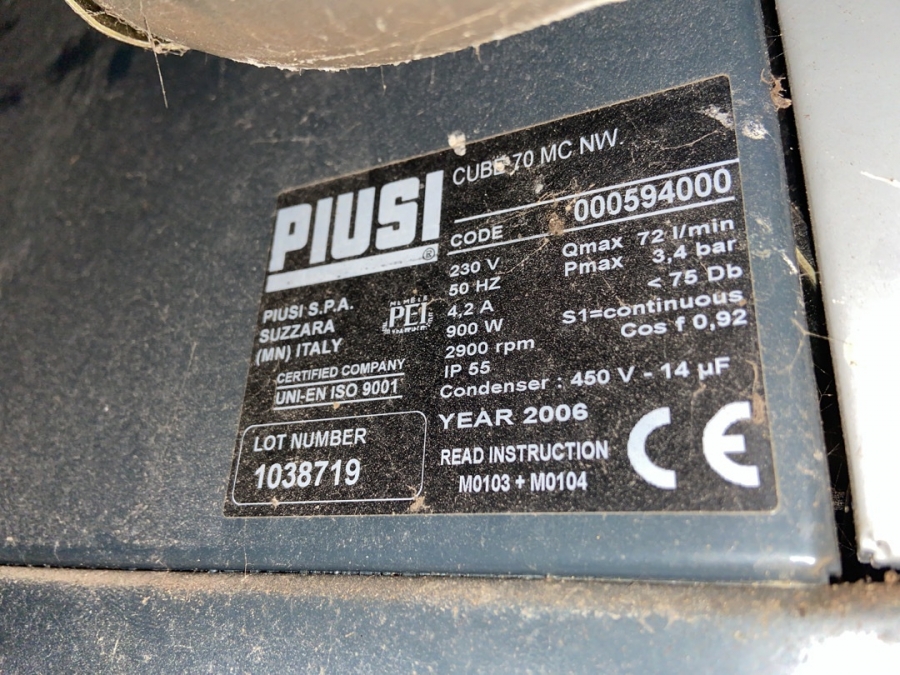 CUBE 70 MC NW.
PIUSI
®
CODE 000594000
230 V Qmax 72 l/min
50 HZ Pmax 3,4 bar
4,2 A < 75 Db
900 W S1=continuous
2900 rpm Cos f 0,92
IP 55
Condenser : 450 V - 14 µF
YEAR 2006
READ INSTRUCTION
M0103 + M0104
CE
PIUSI S.P.A.
SUZZARA
(MN) ITALY
PEI
CERTIFIED COMPANY
UNI-EN ISO 9001
LOT NUMBER
1038719